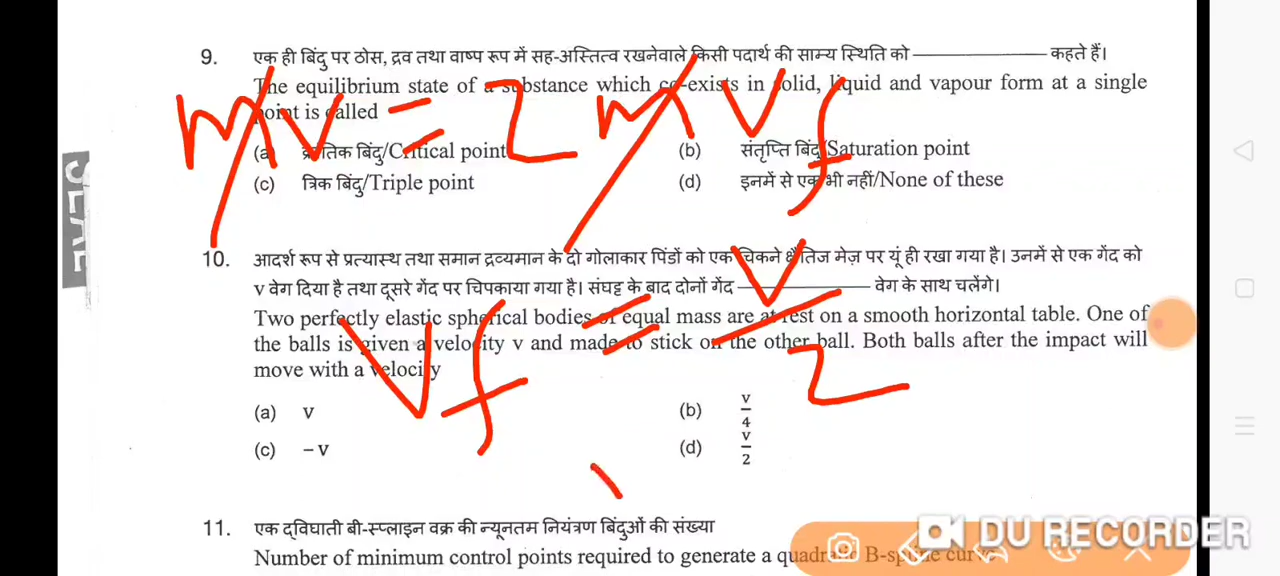 9. एक ही बिंदु पर ठोस, द्रव तथा वाष्प रूप में सह-अस्तित्व रखनेवाले किसी पदार्थ की साम्य स्थिति को ———— कहते हैं।
The equilibrium state of a substance which co-exists in solid, liquid and vapour form at a single
point is called
mv = 2mvf
(a) क्रांतिक बिंदु/Critical point (b) संतृप्ति बिंदु/Saturation point
(c) त्रिक बिंदु/Triple point (d) इनमें से एक भी नहीं/None of these
10. आदर्श रूप से प्रत्यास्थ तथा समान द्रव्यमान के दो गोलाकार पिंडों को एक चिकने क्षैतिज मेज़ पर यूं ही रखा गया है। उनमें से एक गेंद को
v वेग दिया है तथा दूसरे गेंद पर चिपकाया गया है। संघट्ट के बाद दोनों गेंद ———— वेग के साथ चलेंगे।
Two perfectly elastic spherical bodies of equal mass are at rest on a smooth horizontal table. One of
the balls is given a velocity v and made to stick on the other ball. Both balls after the impact will
move with a velocity
vf = v/2
(a) v (b) v/4
(c) −v (d) v/2
11. एक द्विघाती बी-स्प्लाइन वक्र की न्यूनतम नियंत्रण बिंदुओं की संख्या
Number of minimum control points required to generate a quadratic B-spline curve
DU RECORDER